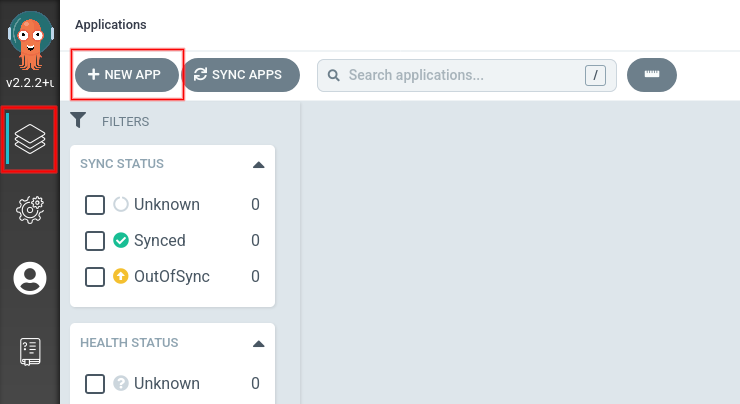 Applications
v2.2.2+u
NEW APP
SYNC APPS
Search applications...
/
FILTERS
SYNC STATUS
Unknown 0
Synced 0
OutOfSync 0
HEALTH STATUS
Unknown 0